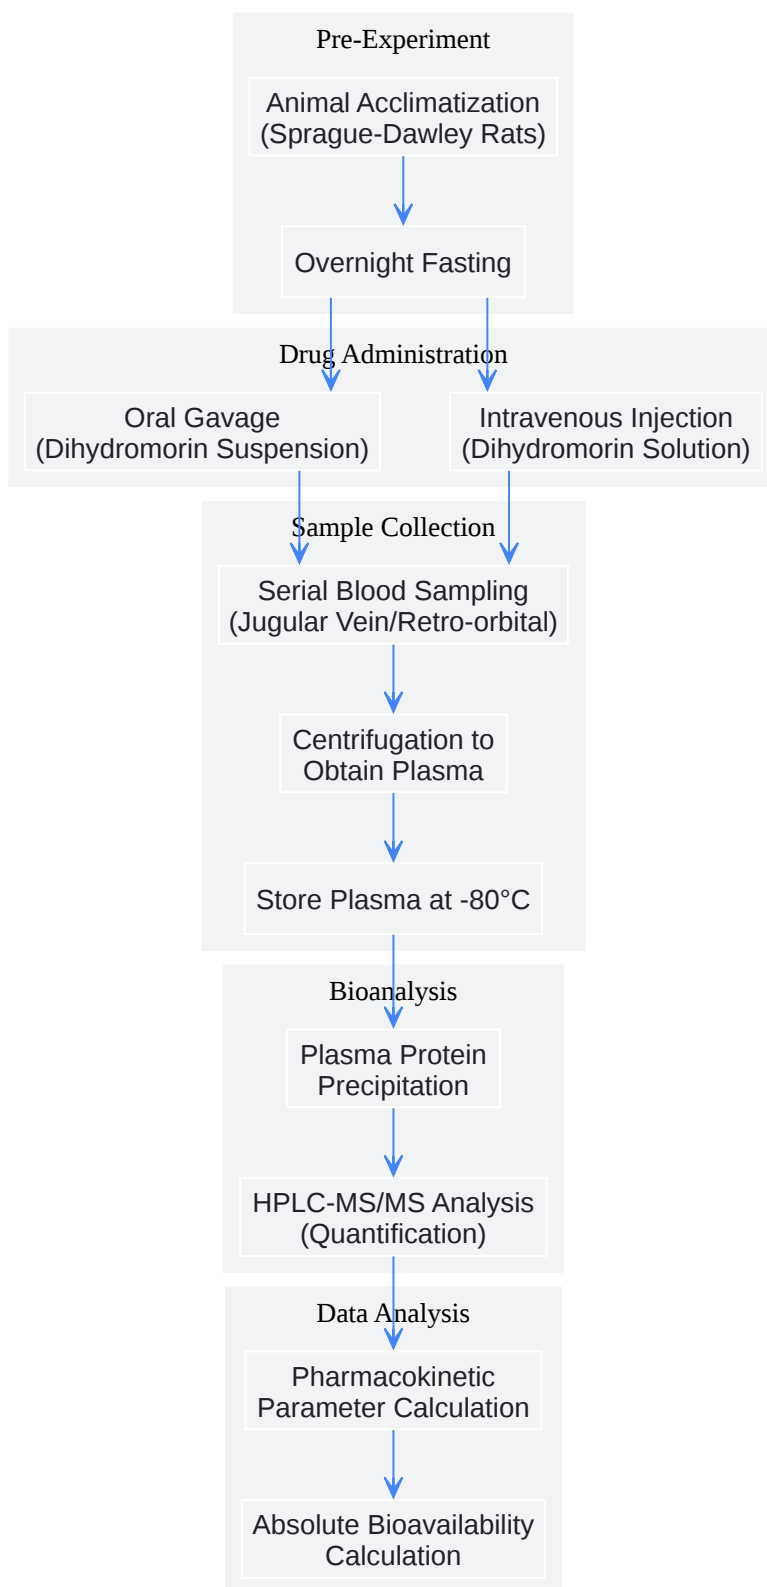 Pre-Experiment
Animal Acclimatization
(Sprague-Dawley Rats)
Overnight Fasting
Drug Administration
Oral Gavage
(Dihydromorin Suspension)
Intravenous Injection
(Dihydromorin Solution)
Sample Collection
Serial Blood Sampling
(Jugular Vein/Retro-orbital)
Centrifugation to
Obtain Plasma
Store Plasma at -80°C
Bioanalysis
Plasma Protein
Precipitation
HPLC-MS/MS Analysis
(Quantification)
Data Analysis
Pharmacokinetic
Parameter Calculation
Absolute Bioavailability
Calculation